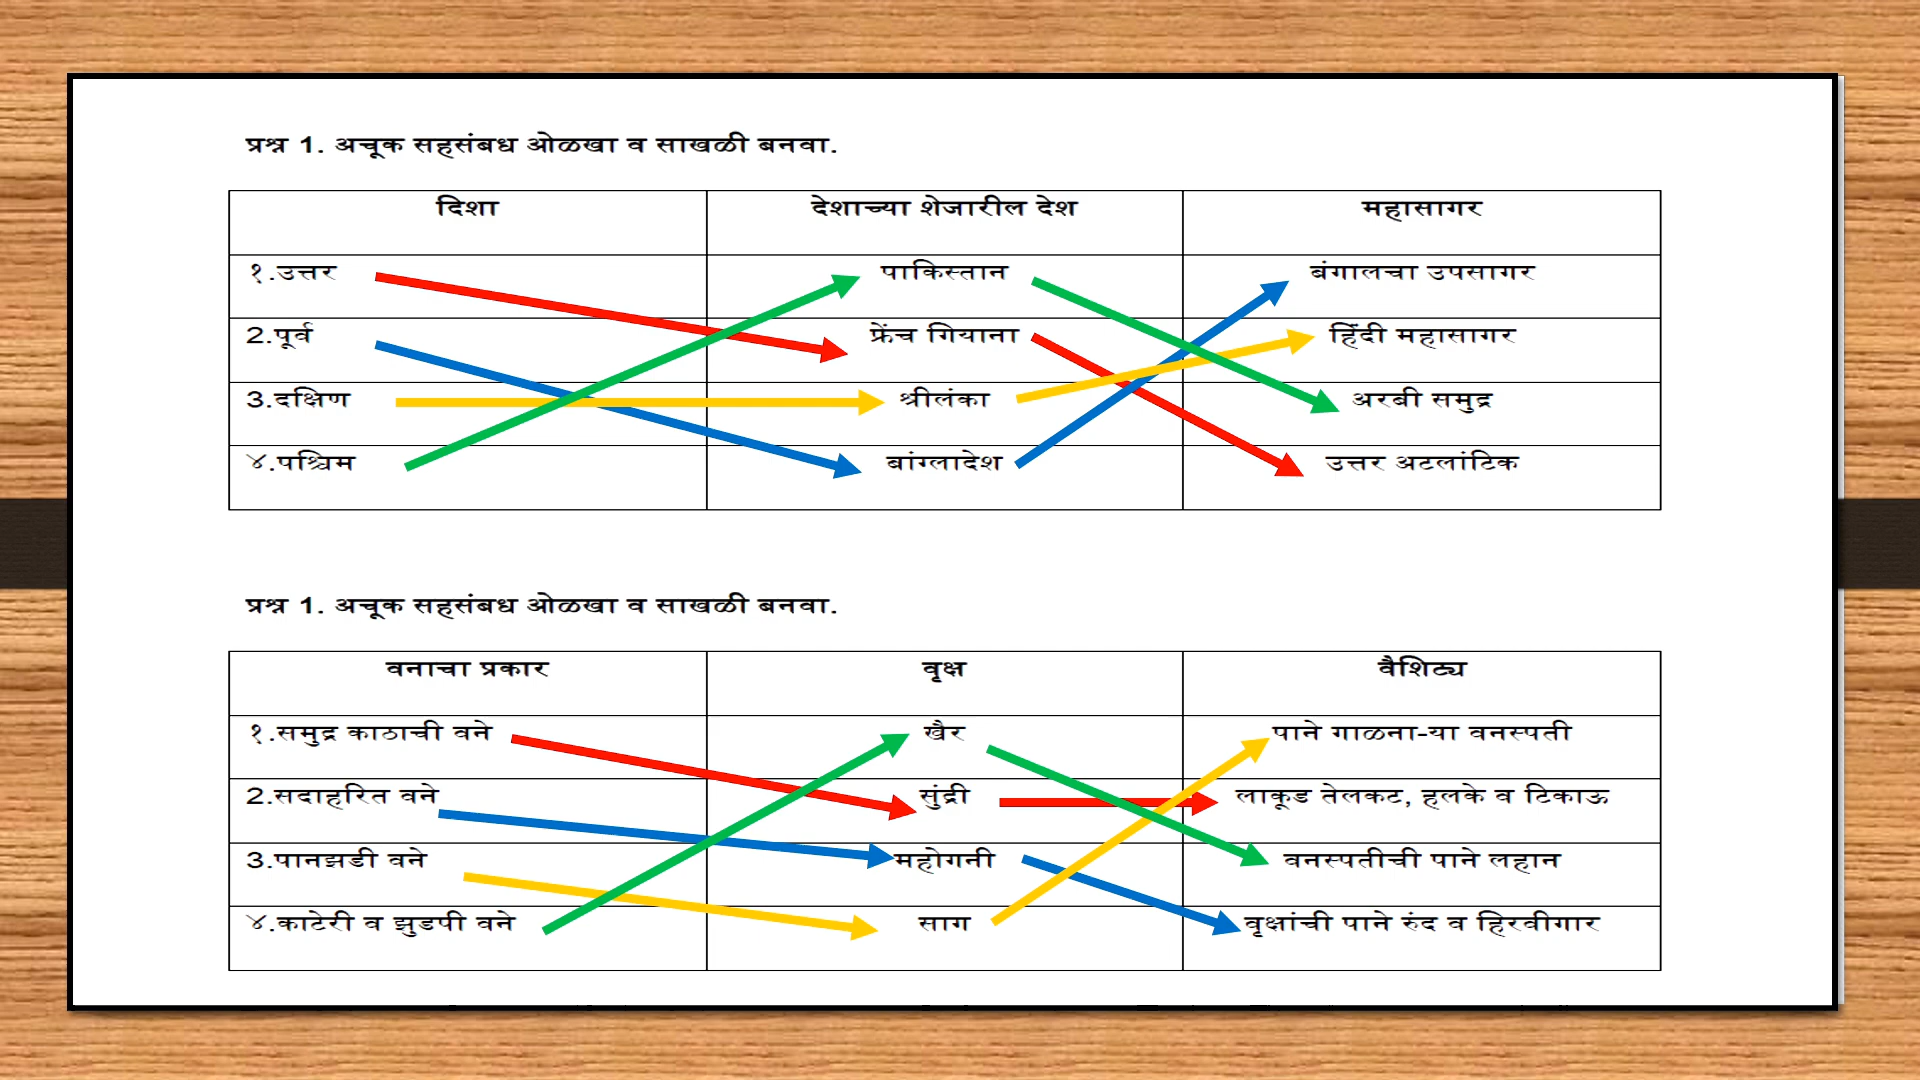 प्रश्न 1. अचूक सहसंबध ओळखा व साखळी बनवा.
दिशा देशाच्या शेजारील देश महासागर
१.उत्तर पाकिस्तान बंगालचा उपसागर
2.पूर्व फ्रेंच गियाना हिंदी महासागर
3.दक्षिण श्रीलंका अरबी समुद्र
४.पश्चिम बांग्लादेश उत्तर अटलांटिक
प्रश्न 1. अचूक सहसंबध ओळखा व साखळी बनवा.
वनाचा प्रकार वृक्ष वैशिट्य
१.समुद्र काठाची वने खैर पाने गाळना-या वनस्पती
2.सदाहरित वने सुंद्री लाकूड तेलकट, हलके व टिकाऊ
3.पानझडी वने महोगनी वनस्पतीची पाने लहान
४.काटेरी व झुडपी वने साग वृक्षांची पाने रुंद व हिरवीगार